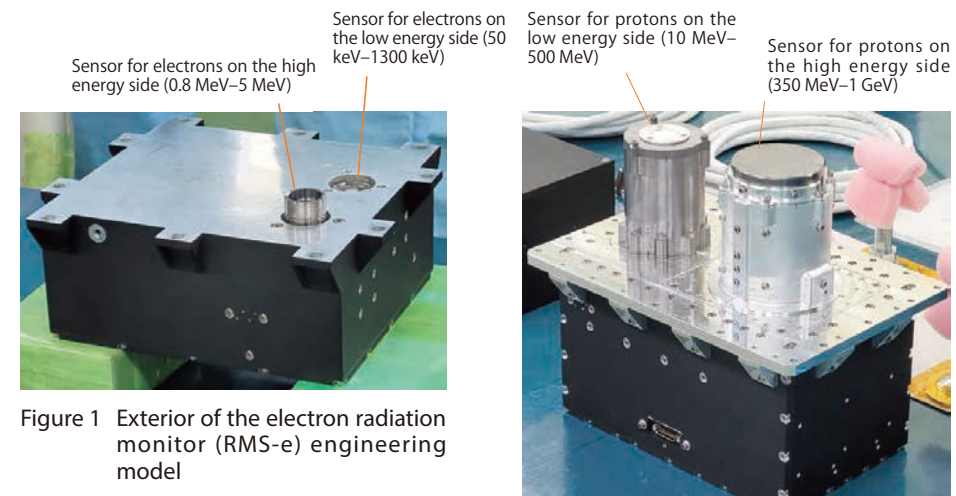 Sensor for electrons on the high
energy side (0.8 MeV–5 MeV)
Sensor for electrons on
the low energy side (50
keV–1300 keV)
Sensor for protons on the
low energy side (10 MeV–
500 MeV)
Sensor for protons on
the high energy side
(350 MeV–1 GeV)
Figure 1 Exterior of the electron radiation
monitor (RMS-e) engineering
model